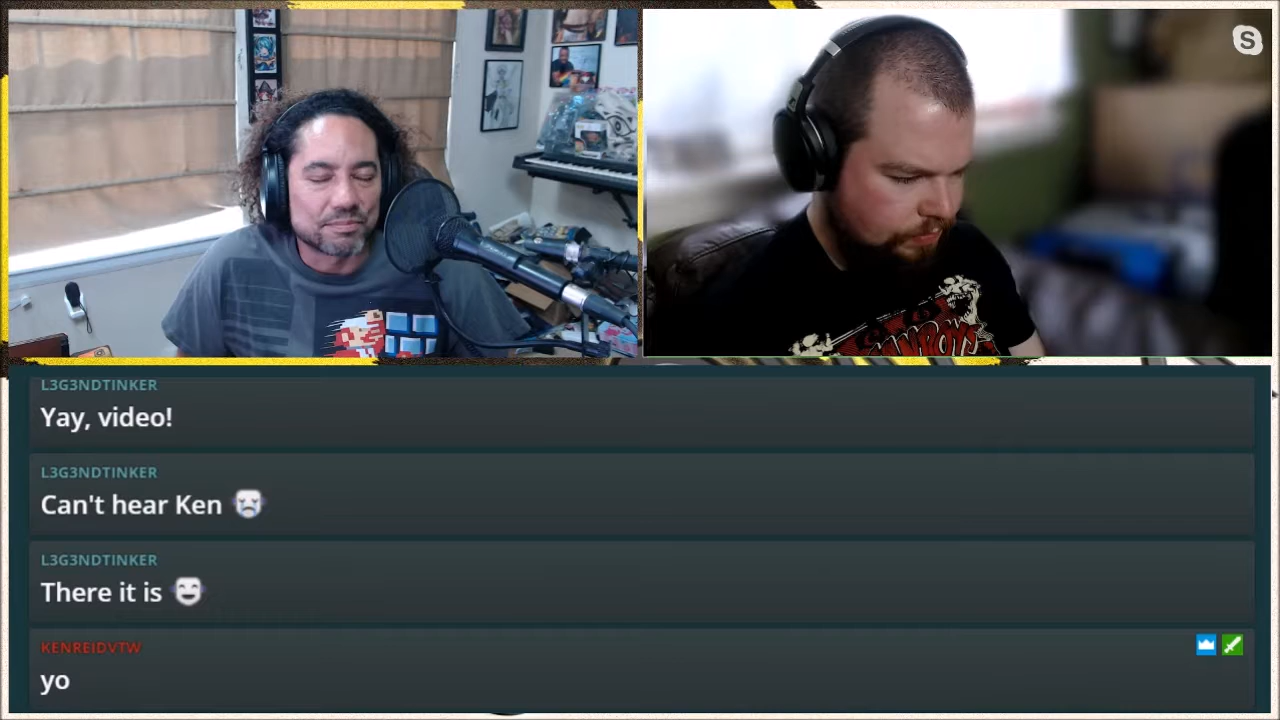 S
L3G3NDTINKER
Yay, video!
L3G3NDTINKER
Can't hear Ken
L3G3NDTINKER
There it is
KENREIDVTW
yo